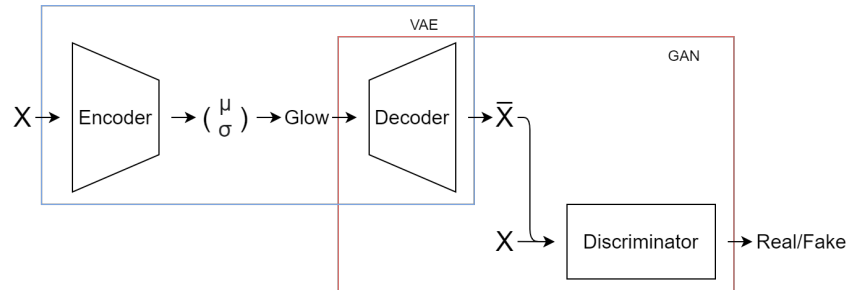 VAE
GAN
X
Encoder
( μ σ )
Glow
Decoder
X̅
X
Discriminator
Real/Fake